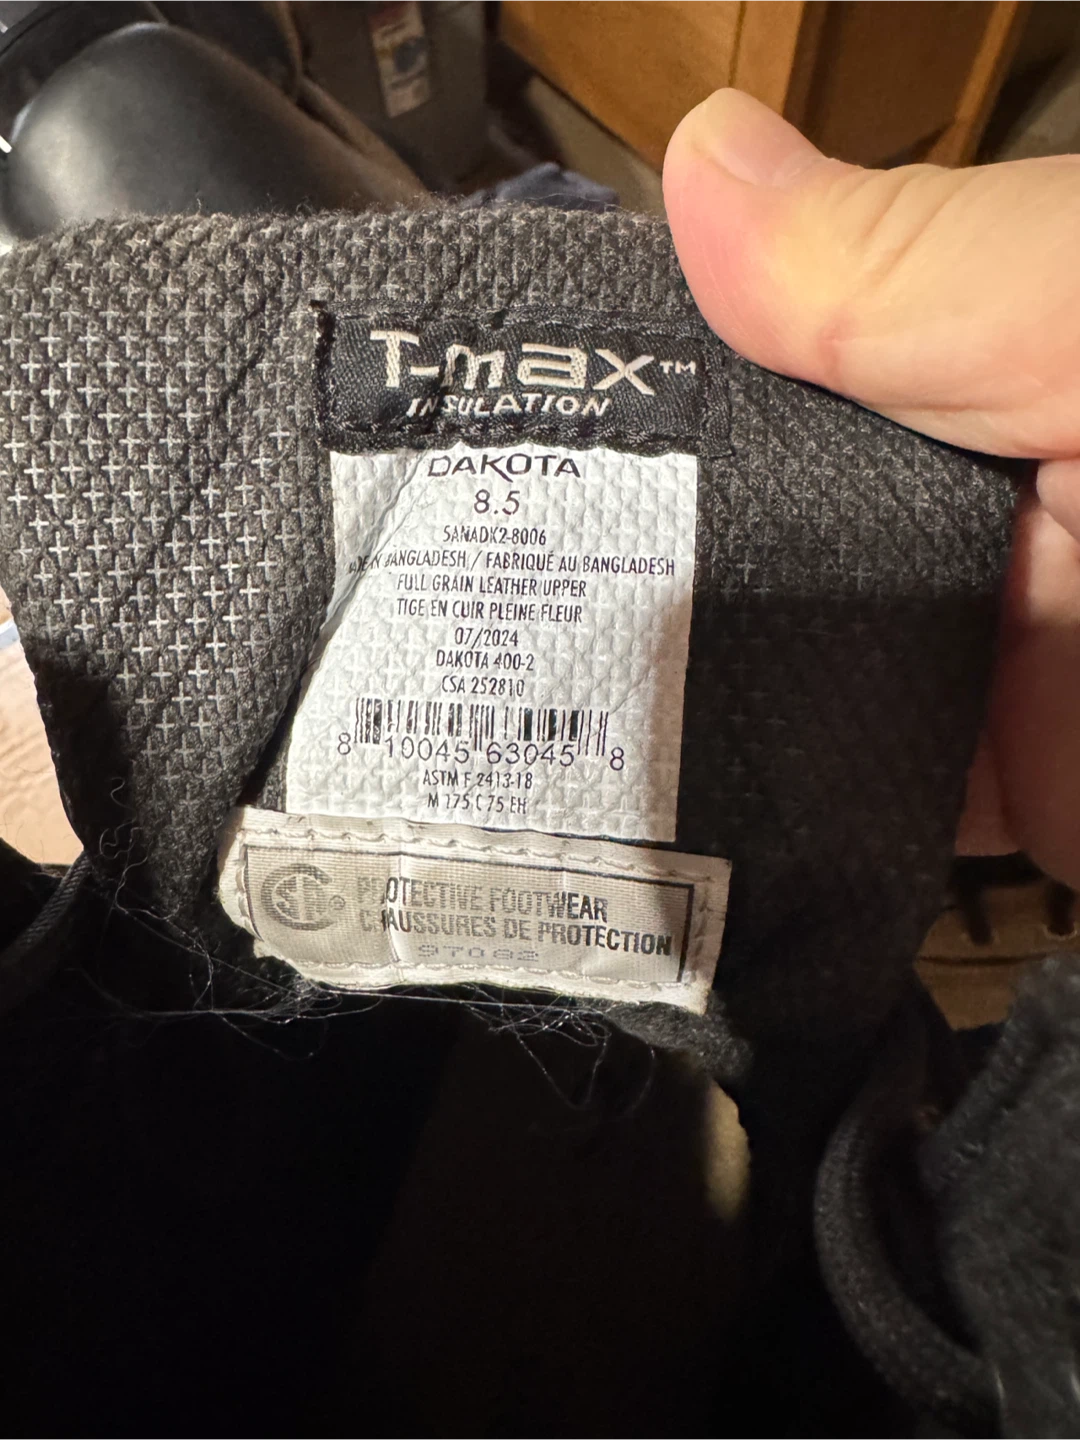 T-max™
INSULATION
DAKOTA
8.5
SANADK2-8006
BANGLADESH / FABRIQUÉ AU BANGLADESH
FULL GRAIN LEATHER UPPER
TIGE EN CUIR PLEINE FLEUR
07/2024
DAKOTA 400-2
CSA 252810
8 10045 63045 8
ASTM F 2413-18
M I75 C 75 EH
PROTECTIVE FOOTWEAR
CHAUSSURES DE PROTECTION
97082